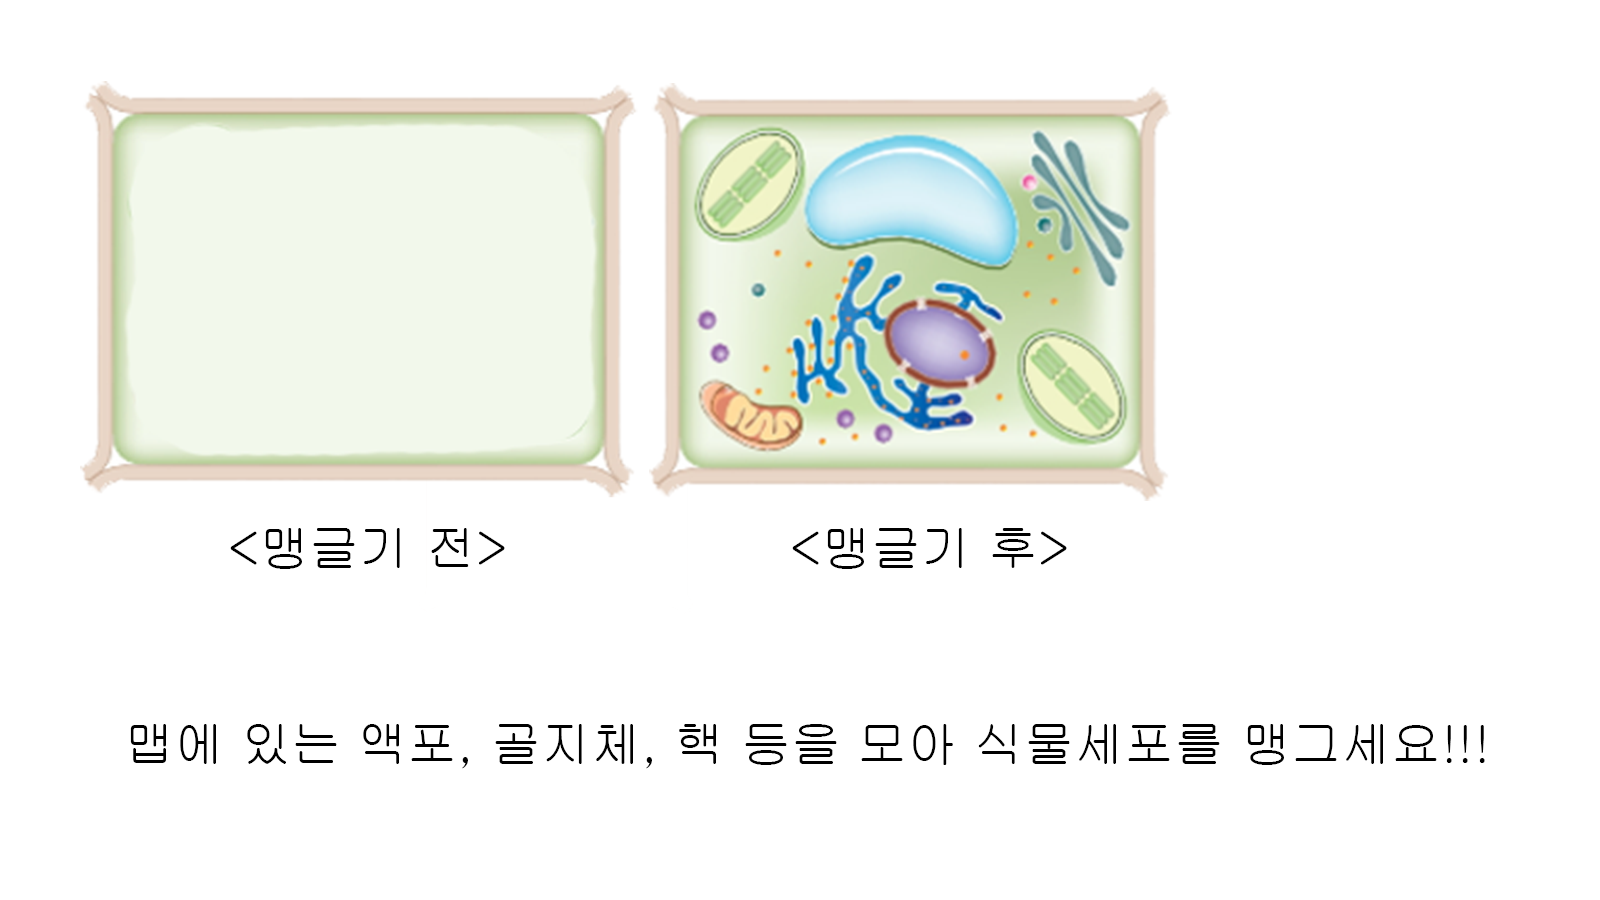 <맹글기 전>
<맹글기 후>
맵에 있는 액포, 골지체, 핵 등을 모아 식물세포를 맹그세요!!!